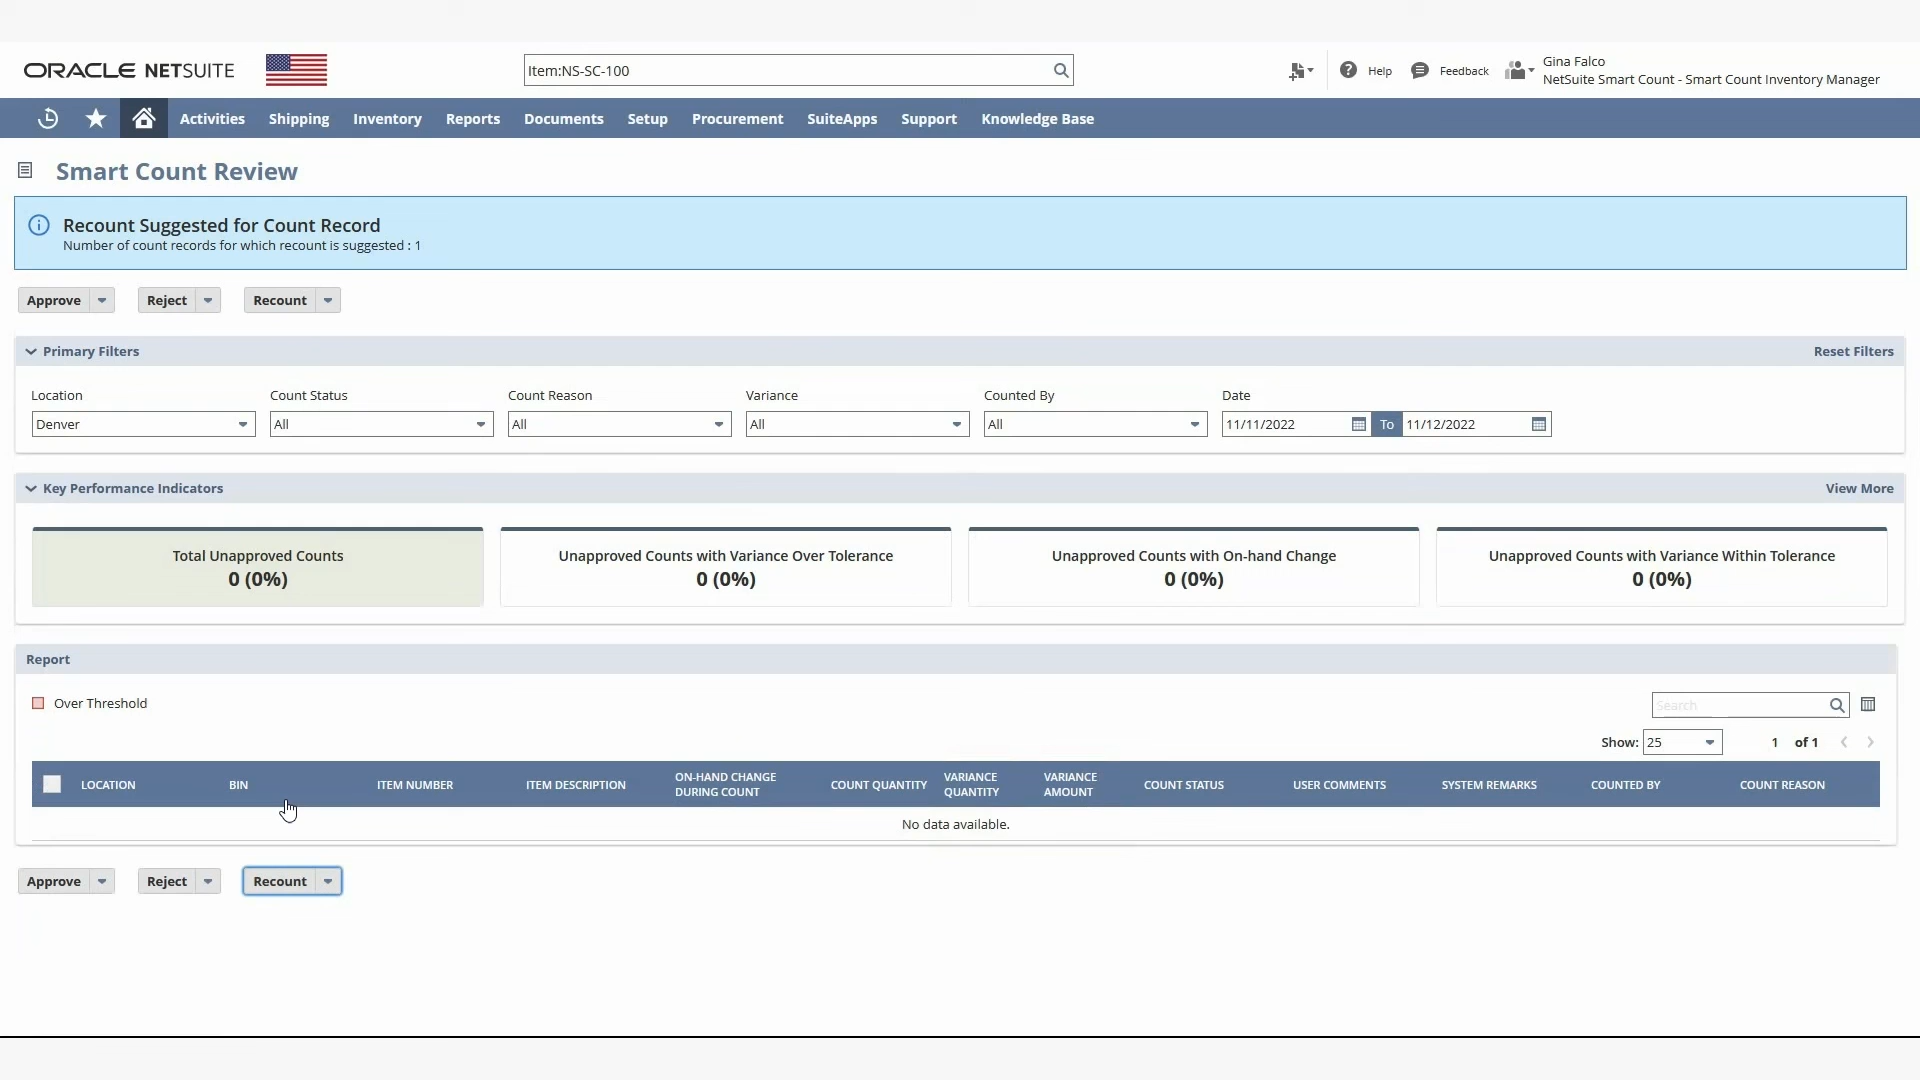 ORACLE NETSUITE
Item:NS-SC-100
Help
Feedback
Gina Falco
NetSuite Smart Count - Smart Count Inventory Manager
Activities Shipping Inventory Reports Documents Setup Procurement SuiteApps Support Knowledge Base
Smart Count Review
Recount Suggested for Count Record
Number of count records for which recount is suggested : 1
Approve Reject Recount
Primary Filters Reset Filters
Location Count Status Count Reason Variance Counted By Date
Denver All All All All 11/11/2022 To 11/12/2022
Key Performance Indicators View More
Total Unapproved Counts Unapproved Counts with Variance Over Tolerance Unapproved Counts with On-hand Change Unapproved Counts with Variance Within Tolerance
0 (0%) 0 (0%) 0 (0%) 0 (0%)
Report
Over Threshold Search
Show: 25 1 of 1
LOCATION BIN ITEM NUMBER ITEM DESCRIPTION ON-HAND CHANGE DURING COUNT COUNT QUANTITY VARIANCE QUANTITY VARIANCE AMOUNT COUNT STATUS USER COMMENTS SYSTEM REMARKS COUNTED BY COUNT REASON
No data available.
Approve Reject Recount